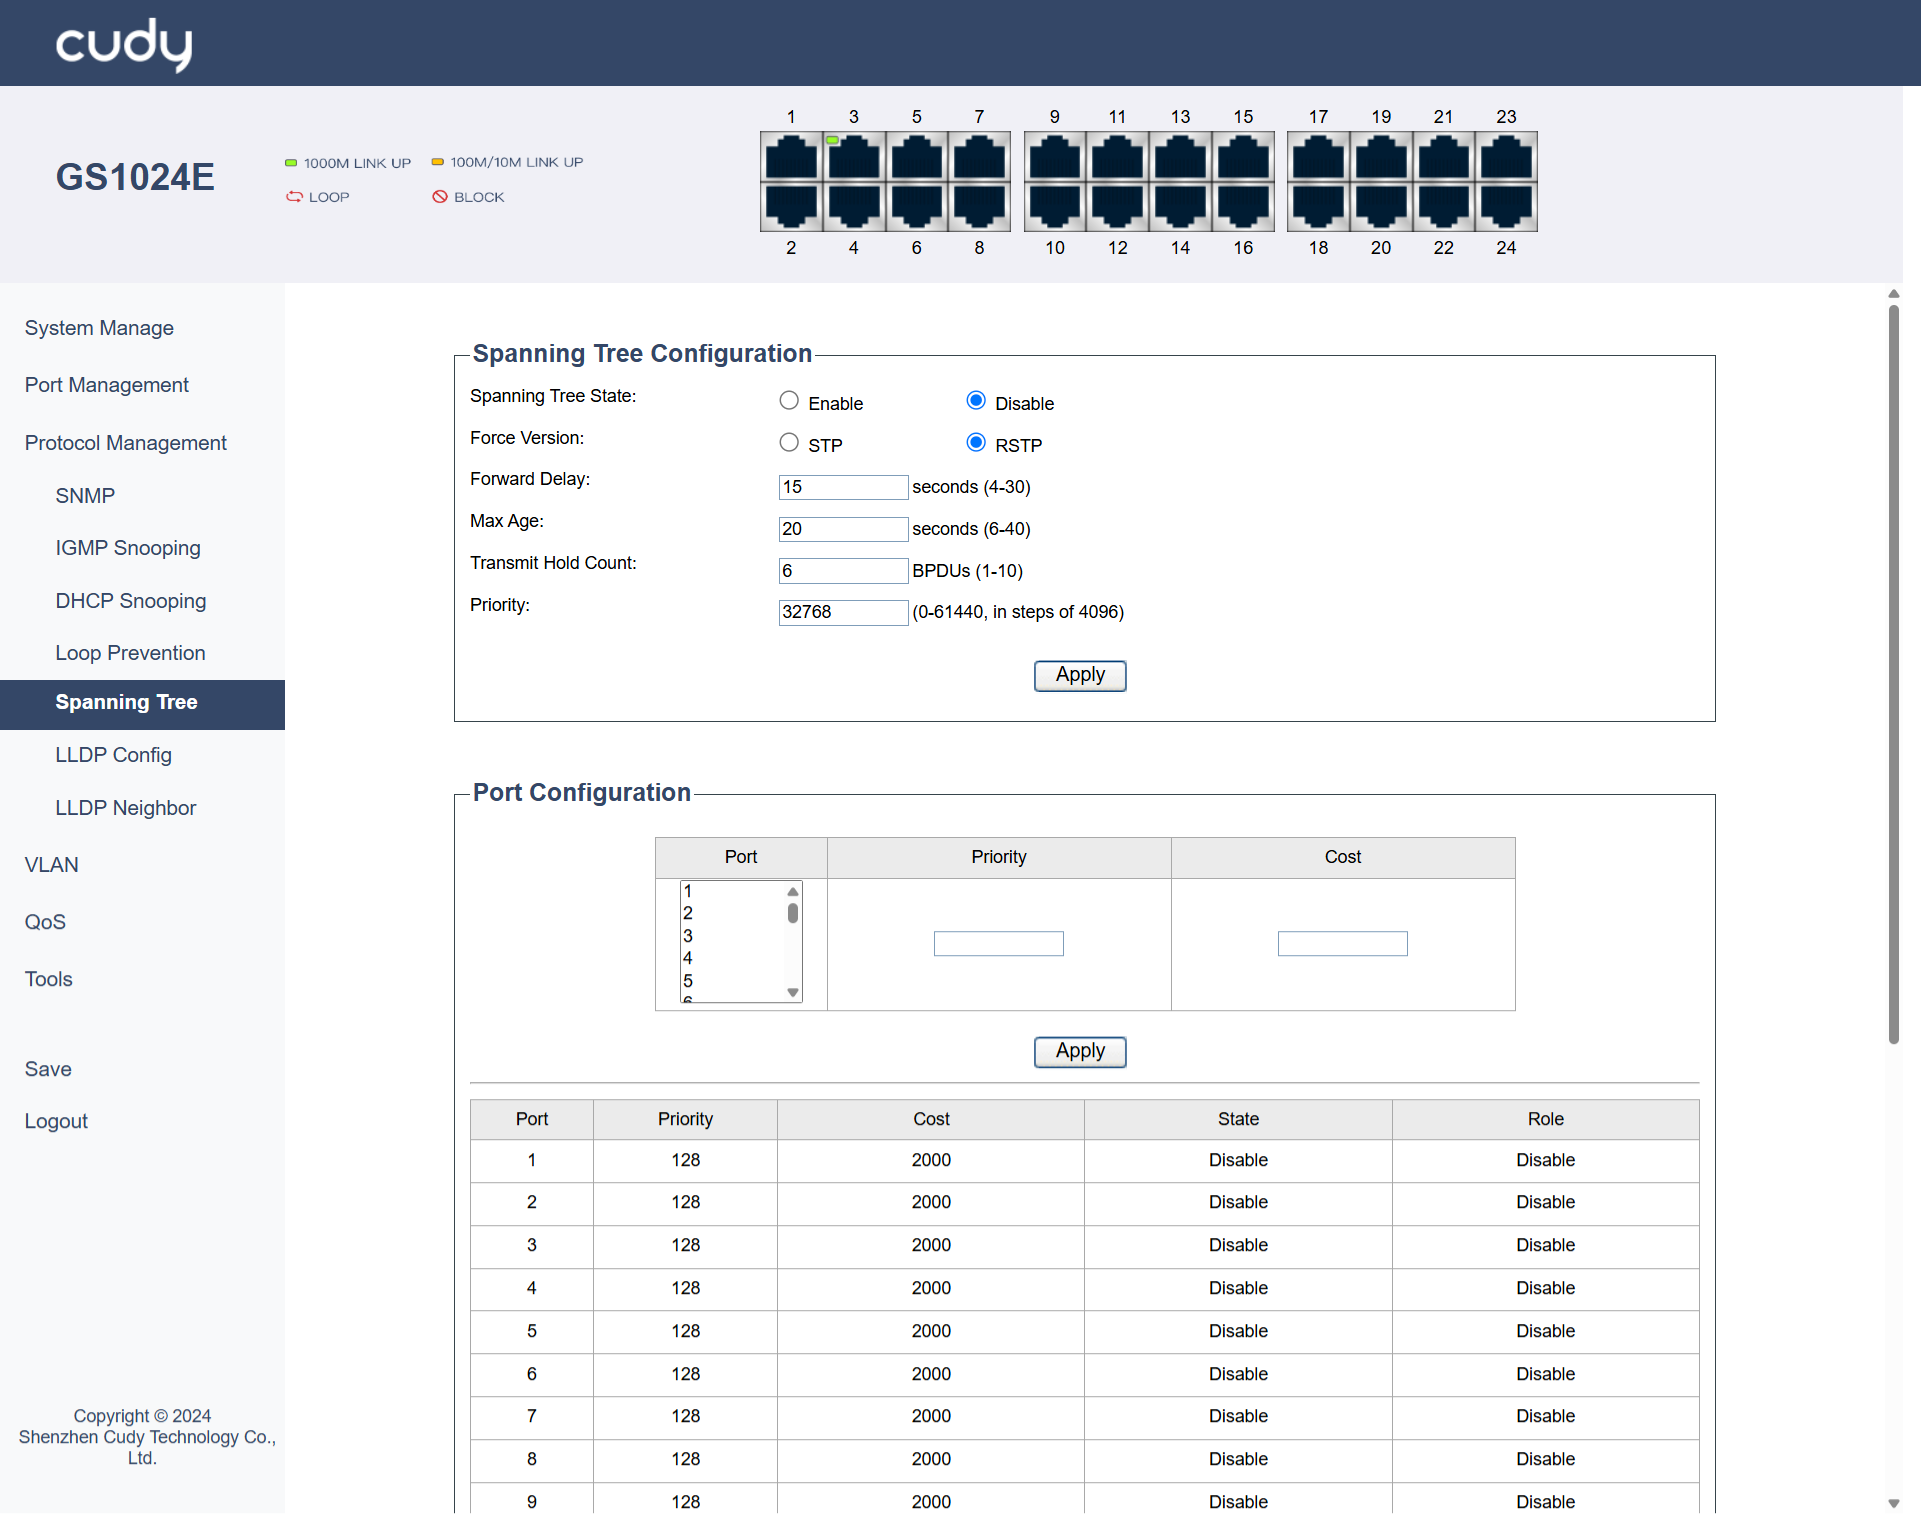 cudy
1 3 5 7 9 11 13 15 17 19 21 23
GS1024E
1000M LINK UP 100M/10M LINK UP
LOOP BLOCK
2 4 6 8 10 12 14 16 18 20 22 24
System Manage
Port Management
Protocol Management
SNMP
IGMP Snooping
DHCP Snooping
Loop Prevention
Spanning Tree
LLDP Config
LLDP Neighbor
VLAN
QoS
Tools
Save
Logout
Copyright © 2024
Shenzhen Cudy Technology Co.,
Ltd.
Spanning Tree Configuration
Spanning Tree State: Enable Disable
Force Version: STP RSTP
Forward Delay: 15 seconds (4-30)
Max Age: 20 seconds (6-40)
Transmit Hold Count: 6 BPDUs (1-10)
Priority: 32768 (0-61440, in steps of 4096)
Apply
Port Configuration
Port Priority Cost
1
2
3
4
5
6
Apply
Port Priority Cost State Role
1 128 2000 Disable Disable
2 128 2000 Disable Disable
3 128 2000 Disable Disable
4 128 2000 Disable Disable
5 128 2000 Disable Disable
6 128 2000 Disable Disable
7 128 2000 Disable Disable
8 128 2000 Disable Disable
9 128 2000 Disable Disable